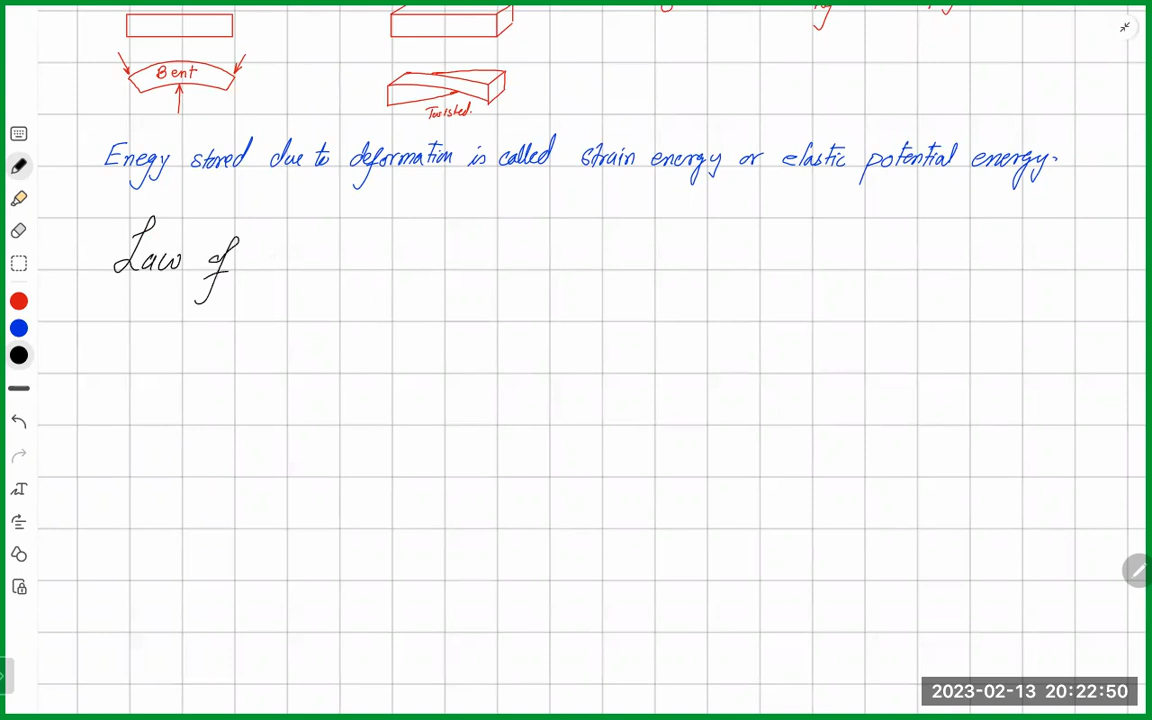 Bent
Twisted.
Enegy stored due to deformation is called strain energy or elastic potential energy.
Law of
2023-02-13 20:22:50